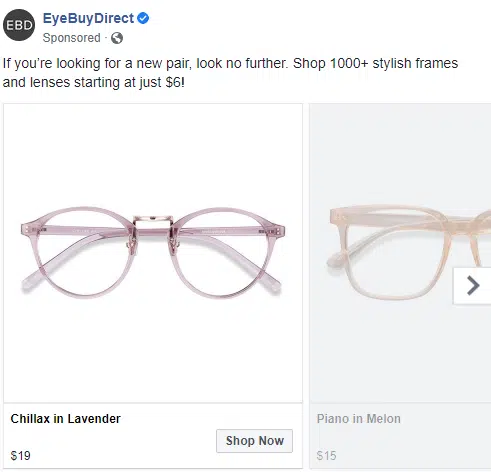 EBD
EyeBuyDirect
Sponsored ·
If you’re looking for a new pair, look no further. Shop 1000+ stylish frames
and lenses starting at just $6!
Chillax in Lavender
Shop Now
$19
Piano in Melon
$15